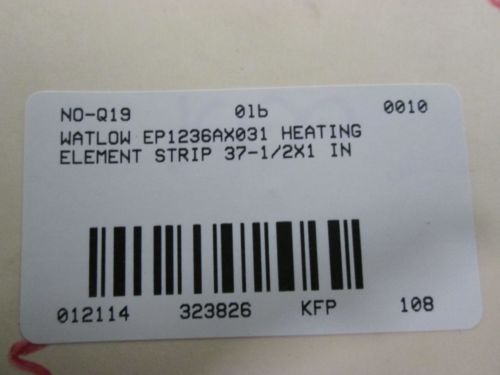 NO-Q19 0lb 0010
WATLOW EP1236AX031 HEATING
ELEMENT STRIP 37-1/2X1 IN
012114 323826 KFP 108